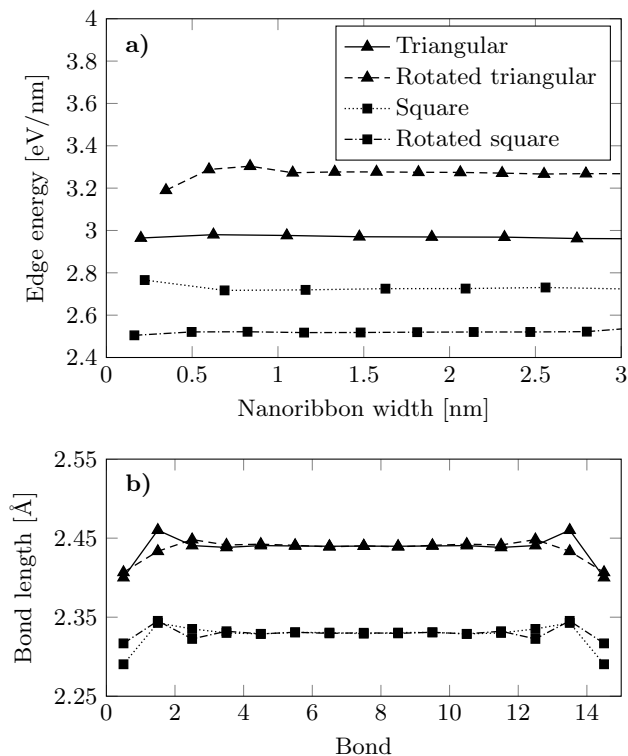 a)
Triangular
Rotated triangular
Square
Rotated square
Edge energy [eV/nm]
4
3.8
3.6
3.4
3.2
3
2.8
2.6
2.4
0 0.5 1 1.5 2 2.5 3
Nanoribbon width [nm]
b)
Bond length [Å]
2.55
2.45
2.35
2.25
0 2 4 6 8 10 12 14
Bond